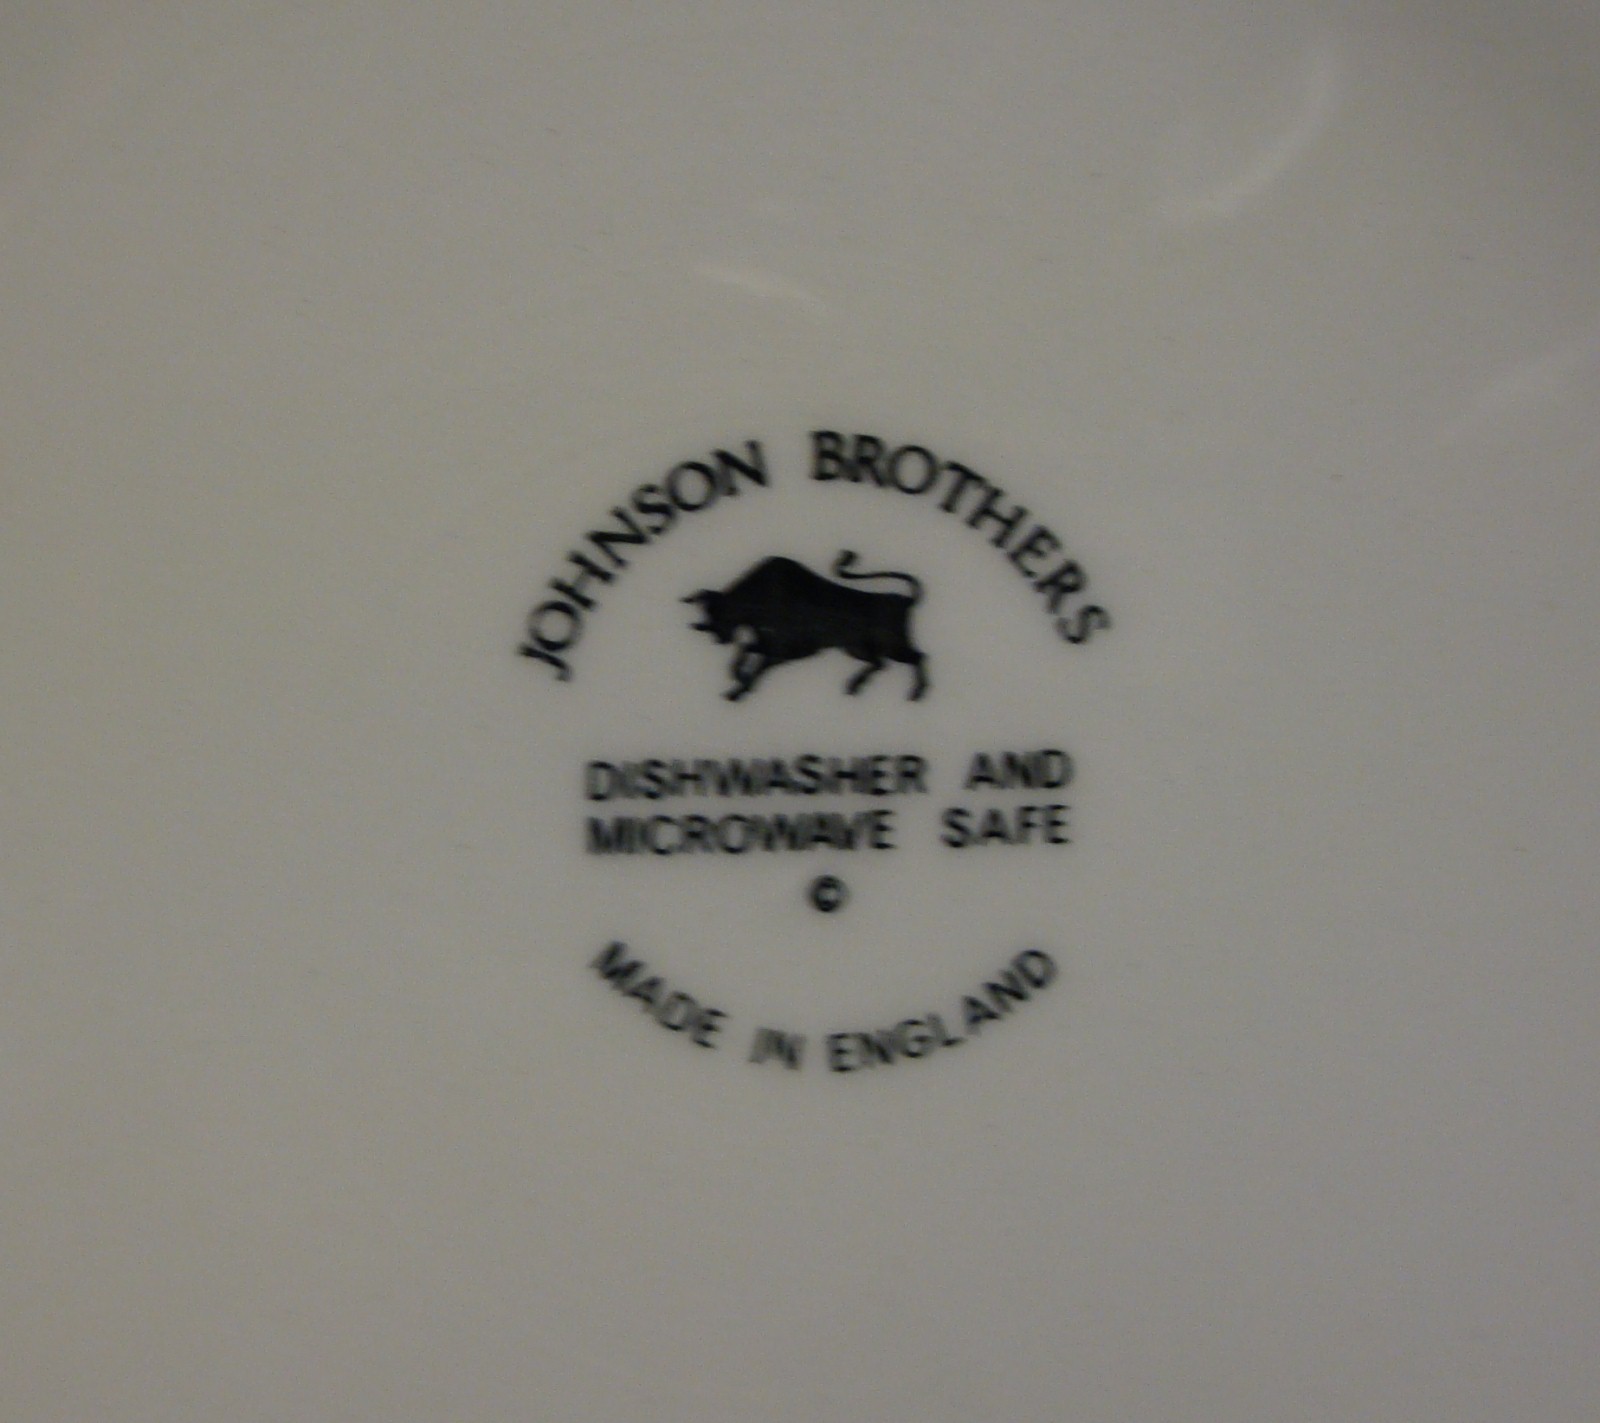 JOHNSON BROTHERS
DISHWASHER AND
MICROWAVE SAFE
©
MADE IN ENGLAND